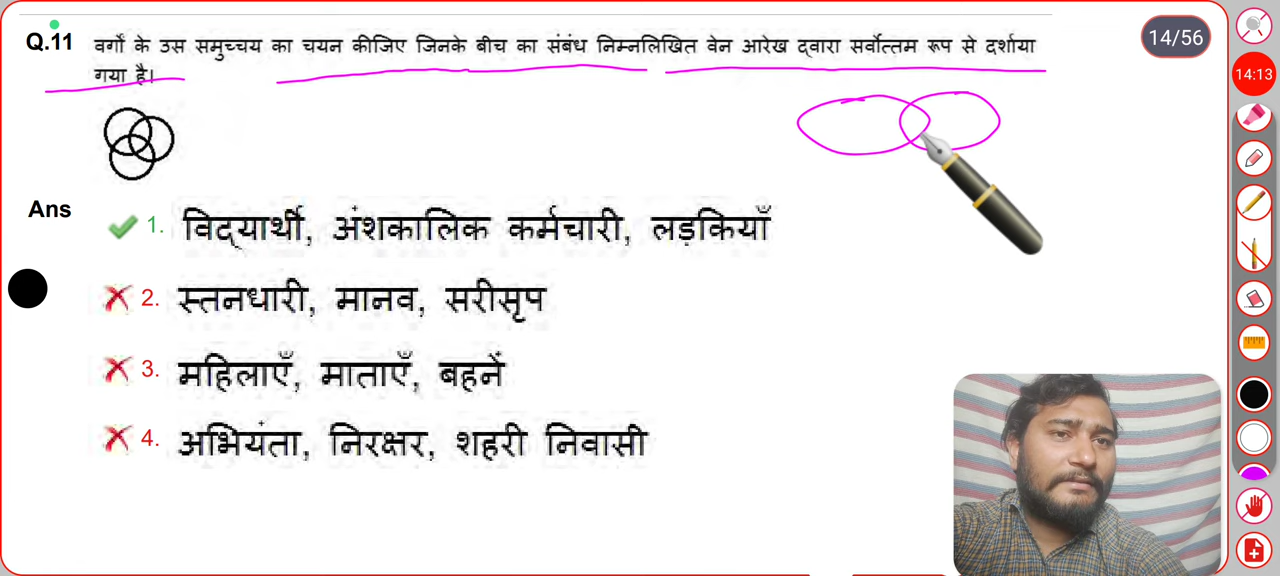 14/56
Q.11 वर्गों के उस समुच्चय का चयन कीजिए जिनके बीच का संबंध निम्नलिखित वेन आरेख द्वारा सर्वोत्तम रूप से दर्शाया
गया है।
14:13
Ans
1. विद्यार्थी, अंशकालिक कर्मचारी, लड़कियाँ
2. स्तनधारी, मानव, सरीसृप
3. महिलाएँ, माताएँ, बहनें
4. अभियंता, निरक्षर, शहरी निवासी